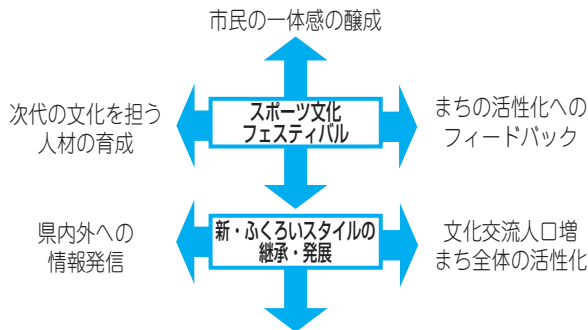 市民の一体感の醸成
次代の文化を担う
人材の育成
スポーツ文化
フェスティバル
まちの活性化への
フィードバック
県内外への
情報発信
新・ふくろいスタイルの
継承・発展
文化交流人口増
まち全体の活性化